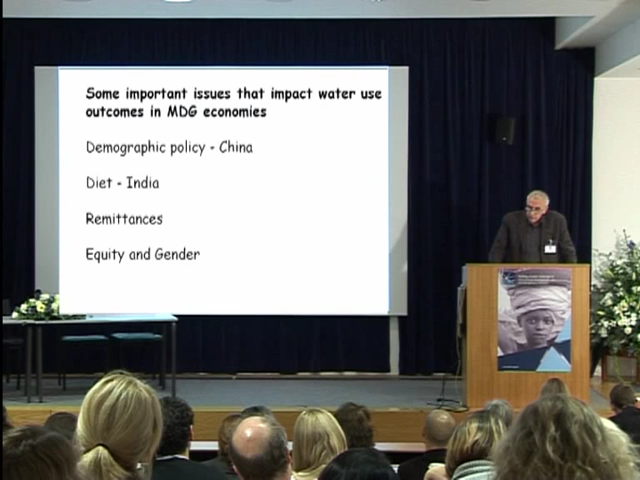 Some important issues that impact water use
outcomes in MDG economies
Demographic policy - China
Diet - India
Remittances
Equity and Gender